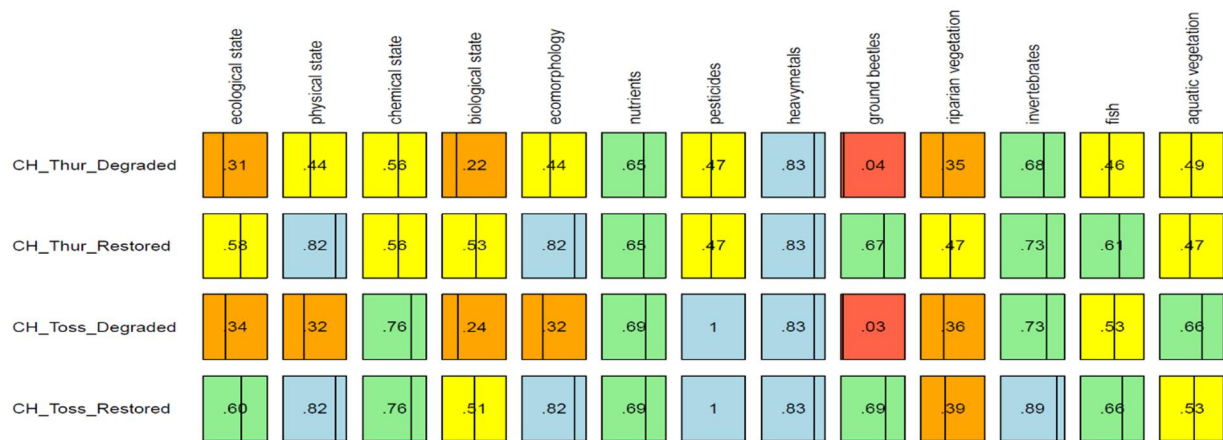 ecological state physical state chemical state biological state ecomorphology nutrients pesticides heavymetals ground beetles riparian vegetation invertebrates fish aquatic vegetation
CH_Thur_Degraded .31 .44 .56 .22 .44 .65 .47 .83 .04 .35 .68 .46 .49
CH_Thur_Restored .58 .82 .56 .53 .82 .65 .47 .83 .67 .47 .73 .61 .47
CH_Toss_Degraded .34 .32 .76 .24 .32 .69 1 .83 .03 .36 .73 .53 .66
CH_Toss_Restored .60 .82 .76 .51 .82 .69 1 .83 .69 .39 .89 .66 .53